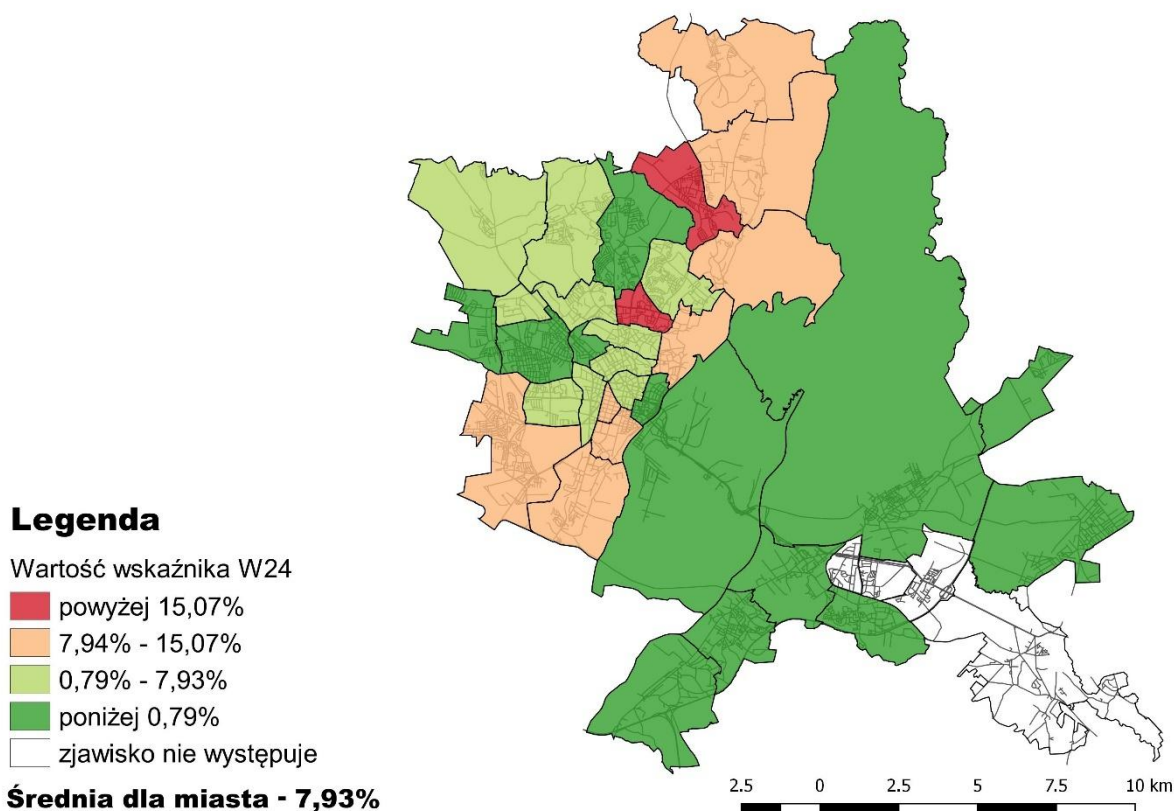 Legenda
Wartość wskaźnika W24
powyżej 15,07%
7,94% - 15,07%
0,79% - 7,93%
poniżej 0,79%
zjawisko nie występuje
Średnia dla miasta - 7,93%
2.5 0 2.5 5 7.5 10 km